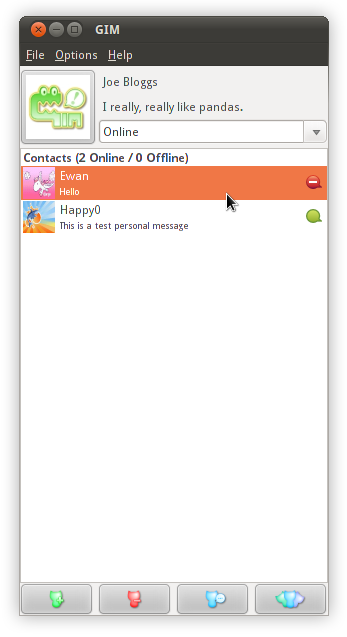 GIM
File Options Help
Joe Bloggs
I really, really like pandas.
Online
Contacts (2 Online / 0 Offline)
Ewan
Hello
Happy0
This is a test personal message